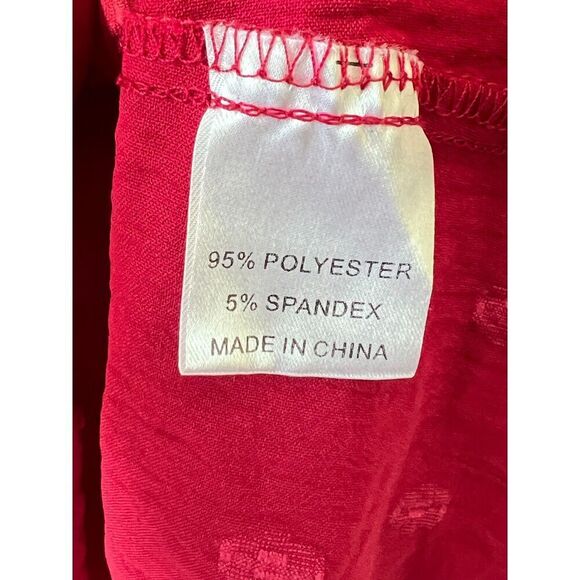 95% POLYESTER
5% SPANDEX
MADE IN CHINA